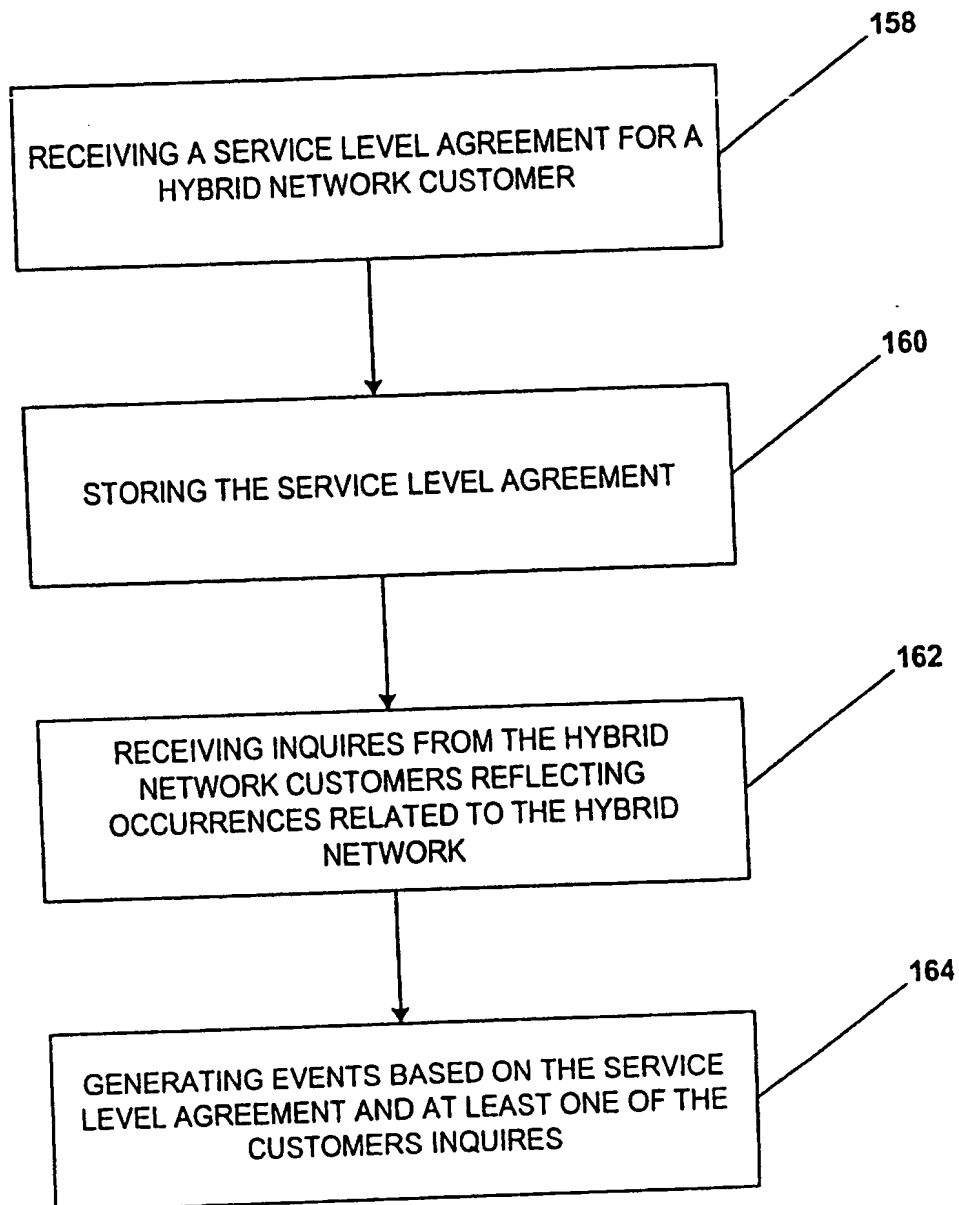 158
RECEIVING A SERVICE LEVEL AGREEMENT FOR A
HYBRID NETWORK CUSTOMER
160
STORING THE SERVICE LEVEL AGREEMENT
162
RECEIVING INQUIRES FROM THE HYBRID
NETWORK CUSTOMERS REFLECTING
OCCURRENCES RELATED TO THE HYBRID
NETWORK
164
GENERATING EVENTS BASED ON THE SERVICE
LEVEL AGREEMENT AND AT LEAST ONE OF THE
CUSTOMERS INQUIRES